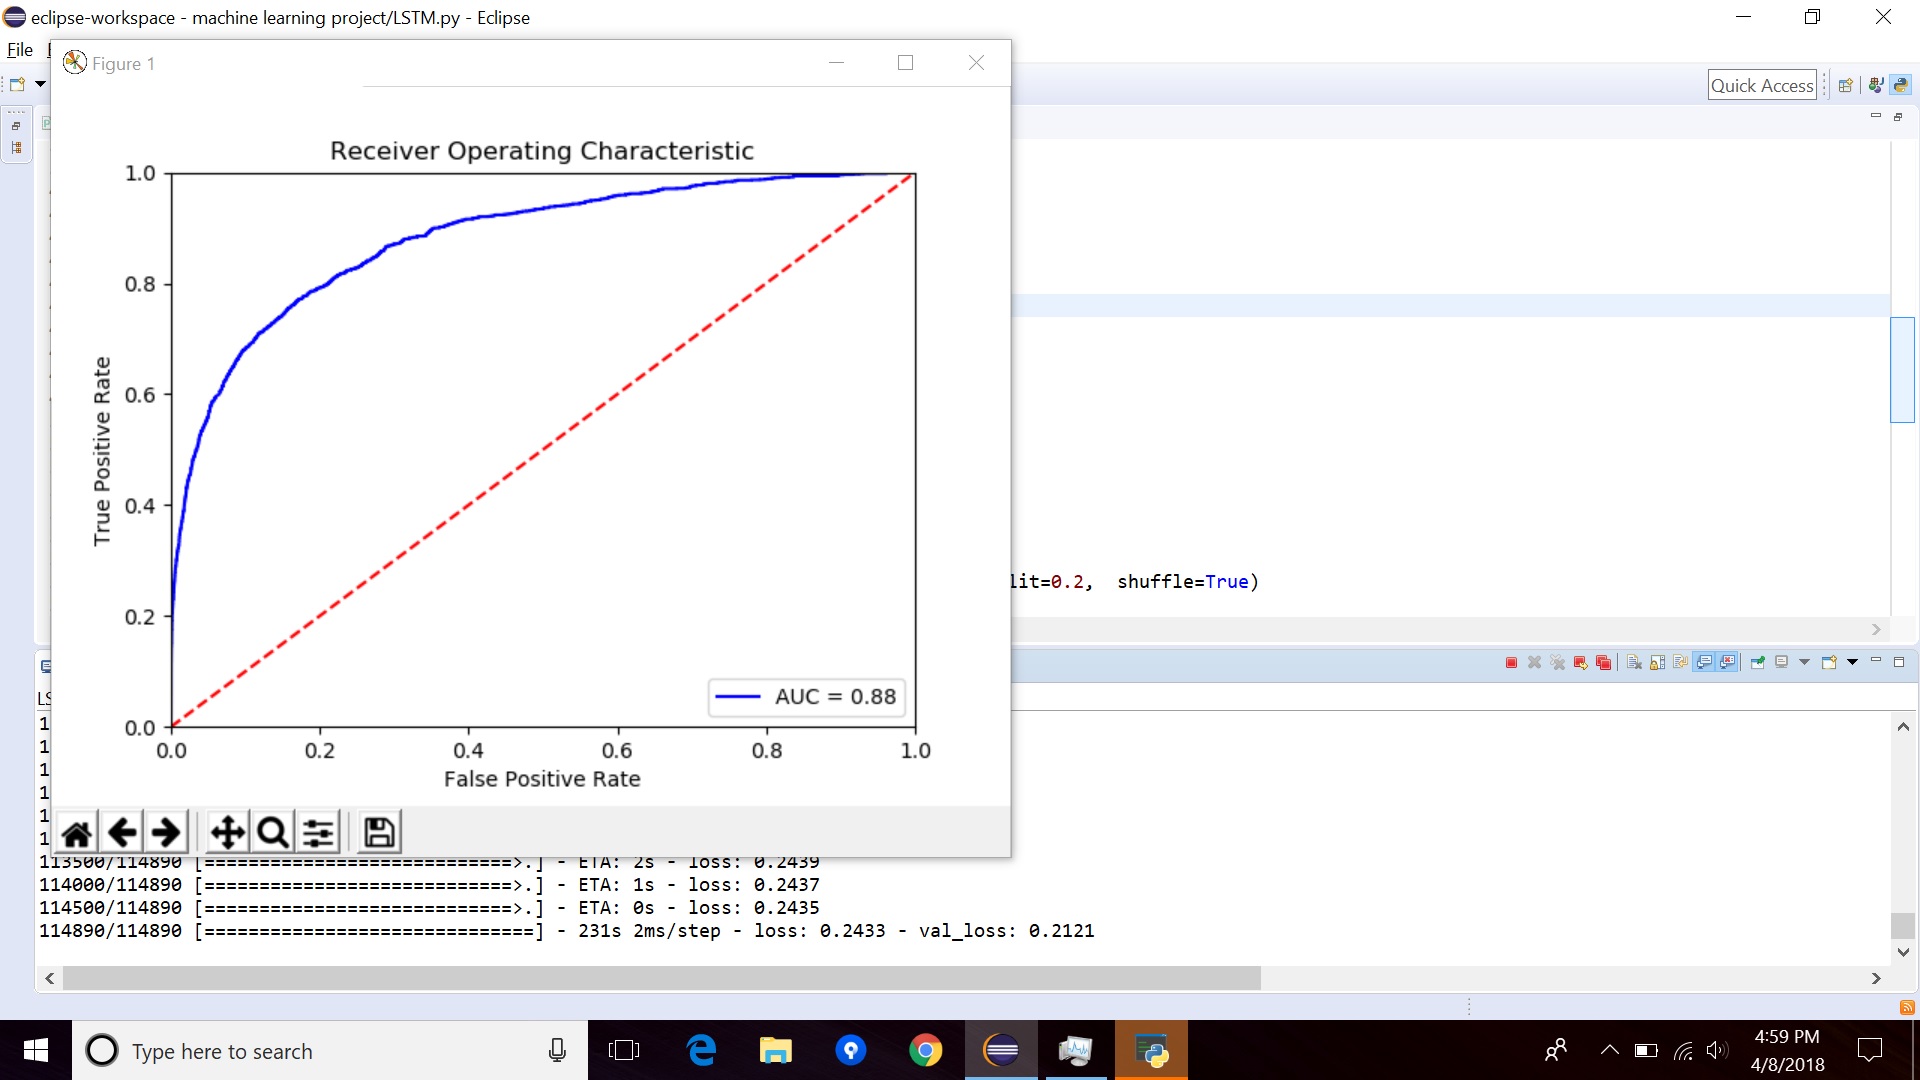 eclipse-workspace - machine learning project/LSTM.py - Eclipse
File
Figure 1
Quick Access
Receiver Operating Characteristic
1.0
0.8
0.6
0.4
0.2
0.0
True Positive Rate
AUC = 0.88
0.0 0.2 0.4 0.6 0.8 1.0
False Positive Rate
lit=0.2, shuffle=True)
LS
1
1
1
1
1
1
113500/114890 [============================>.] - ETA: 2s - loss: 0.2439
114000/114890 [============================>.] - ETA: 1s - loss: 0.2437
114500/114890 [============================>.] - ETA: 0s - loss: 0.2435
114890/114890 [==============================] - 231s 2ms/step - loss: 0.2433 - val_loss: 0.2121
Type here to search
4:59 PM
4/8/2018